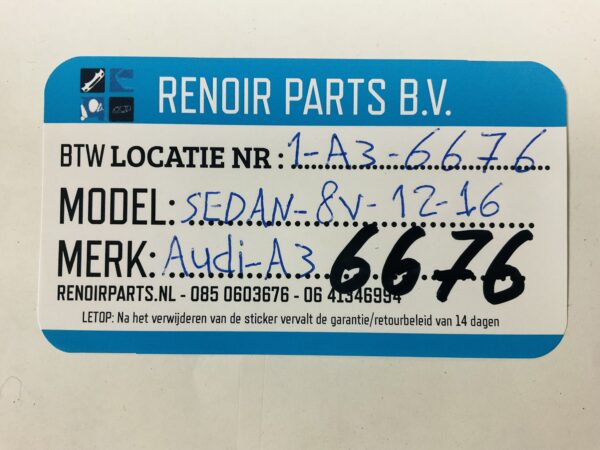 RENOIR PARTS B.V.
BTW LOCATIE NR : 1-A3-6676
MODEL: SEDAN-8V-12-16
MERK: Audi-A3 6676
RENOIRPARTS.NL - 085 0603676 - 06 41346994
LETOP: Na het verwijderen van de sticker vervalt de garantie/retourbeleid van 14 dagen